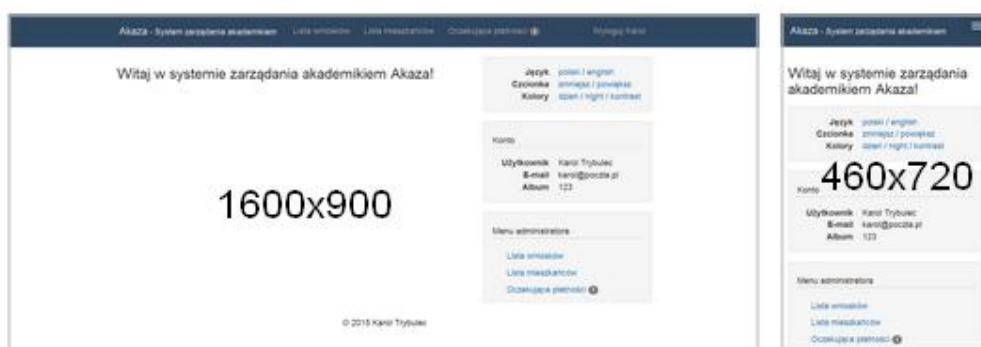 Akaza - System zarządzania akademikiem Lista wniosków Lista mieszkańców Oczekujące płatności Wyloguj Karol
Witaj w systemie zarządania akademikiem Akaza!
Język polski / english
Czcionka zmniejsz / powiększ
Kolory dzień / night / kontrast
Konto
Użytkownik Karol Trybulec
E-mail karol@poczta.pl
Album 123
1600x900
Menu administratora
Lista wniosków
Lista mieszkańców
Oczekujące płatności
© 2015 Karol Trybulec
Akaza - System zarządzania akademikiem
Witaj w systemie zarządania
akademikiem Akaza!
Język polski / english
Czcionka zmniejsz / powiększ
Kolory dzień / night / kontrast
Konto
460x720
Użytkownik Karol Trybulec
E-mail karol@poczta.pl
Album 123
Menu administratora
Lista wniosków
Lista mieszkańców
Oczekujące płatności